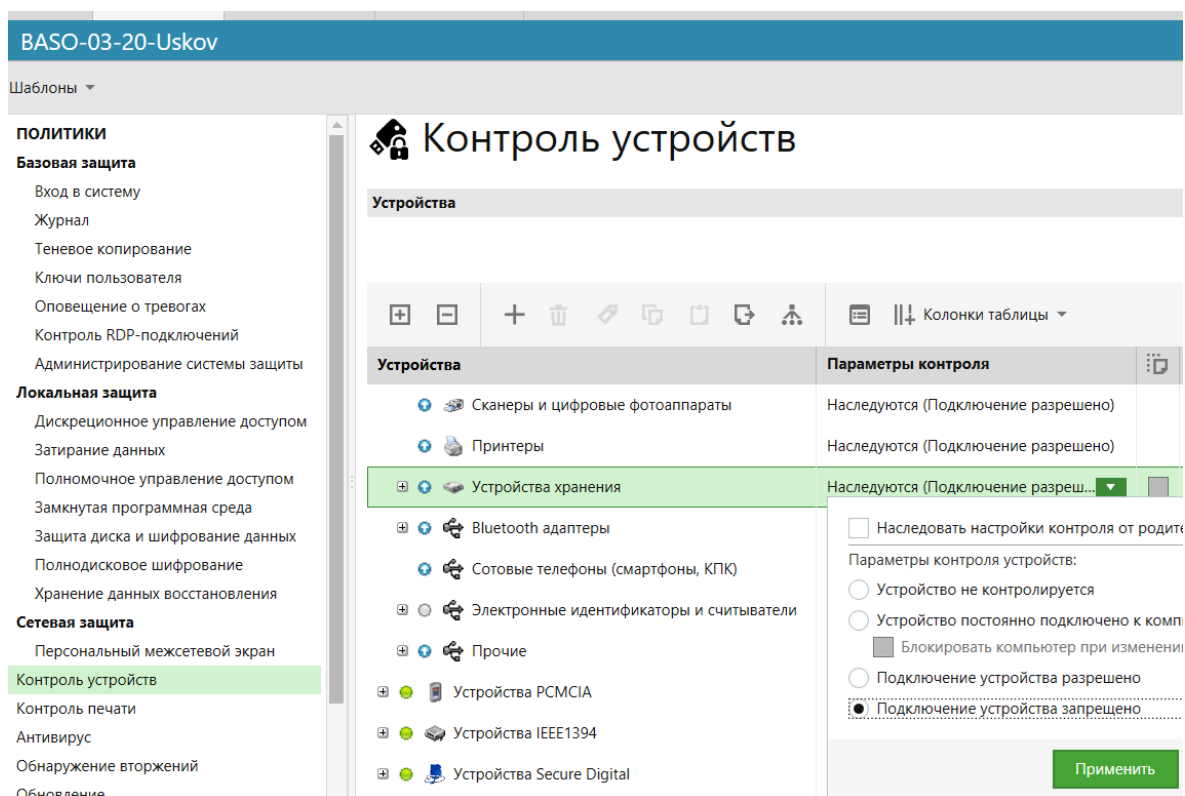 BASO-03-20-Uskov
Шаблоны
ПОЛИТИКИ
Базовая защита
Вход в систему
Журнал
Теневое копирование
Ключи пользователя
Оповещение о тревогах
Контроль RDP-подключений
Администрирование системы защиты
Локальная защита
Дискреционное управление доступом
Затирание данных
Полномочное управление доступом
Замкнутая программная среда
Защита диска и шифрование данных
Полнодисковое шифрование
Хранение данных восстановления
Сетевая защита
Персональный межсетевой экран
Контроль устройств
Контроль печати
Антивирус
Обнаружение вторжений
Обновление
Контроль устройств
Устройства
Колонки таблицы
Устройства Параметры контроля
Сканеры и цифровые фотоаппараты Наследуются (Подключение разрешено)
Принтеры Наследуются (Подключение разрешено)
Устройства хранения Наследуются (Подключение разреш...
Bluetooth адаптеры
Сотовые телефоны (смартфоны, КПК)
Электронные идентификаторы и считыватели
Прочие
Устройства PCMCIA
Устройства IEEE1394
Устройства Secure Digital
Наследовать настройки контроля от родите
Параметры контроля устройств:
Устройство не контролируется
Устройство постоянно подключено к комп
Блокировать компьютер при изменени
Подключение устройства разрешено
Подключение устройства запрещено
Применить